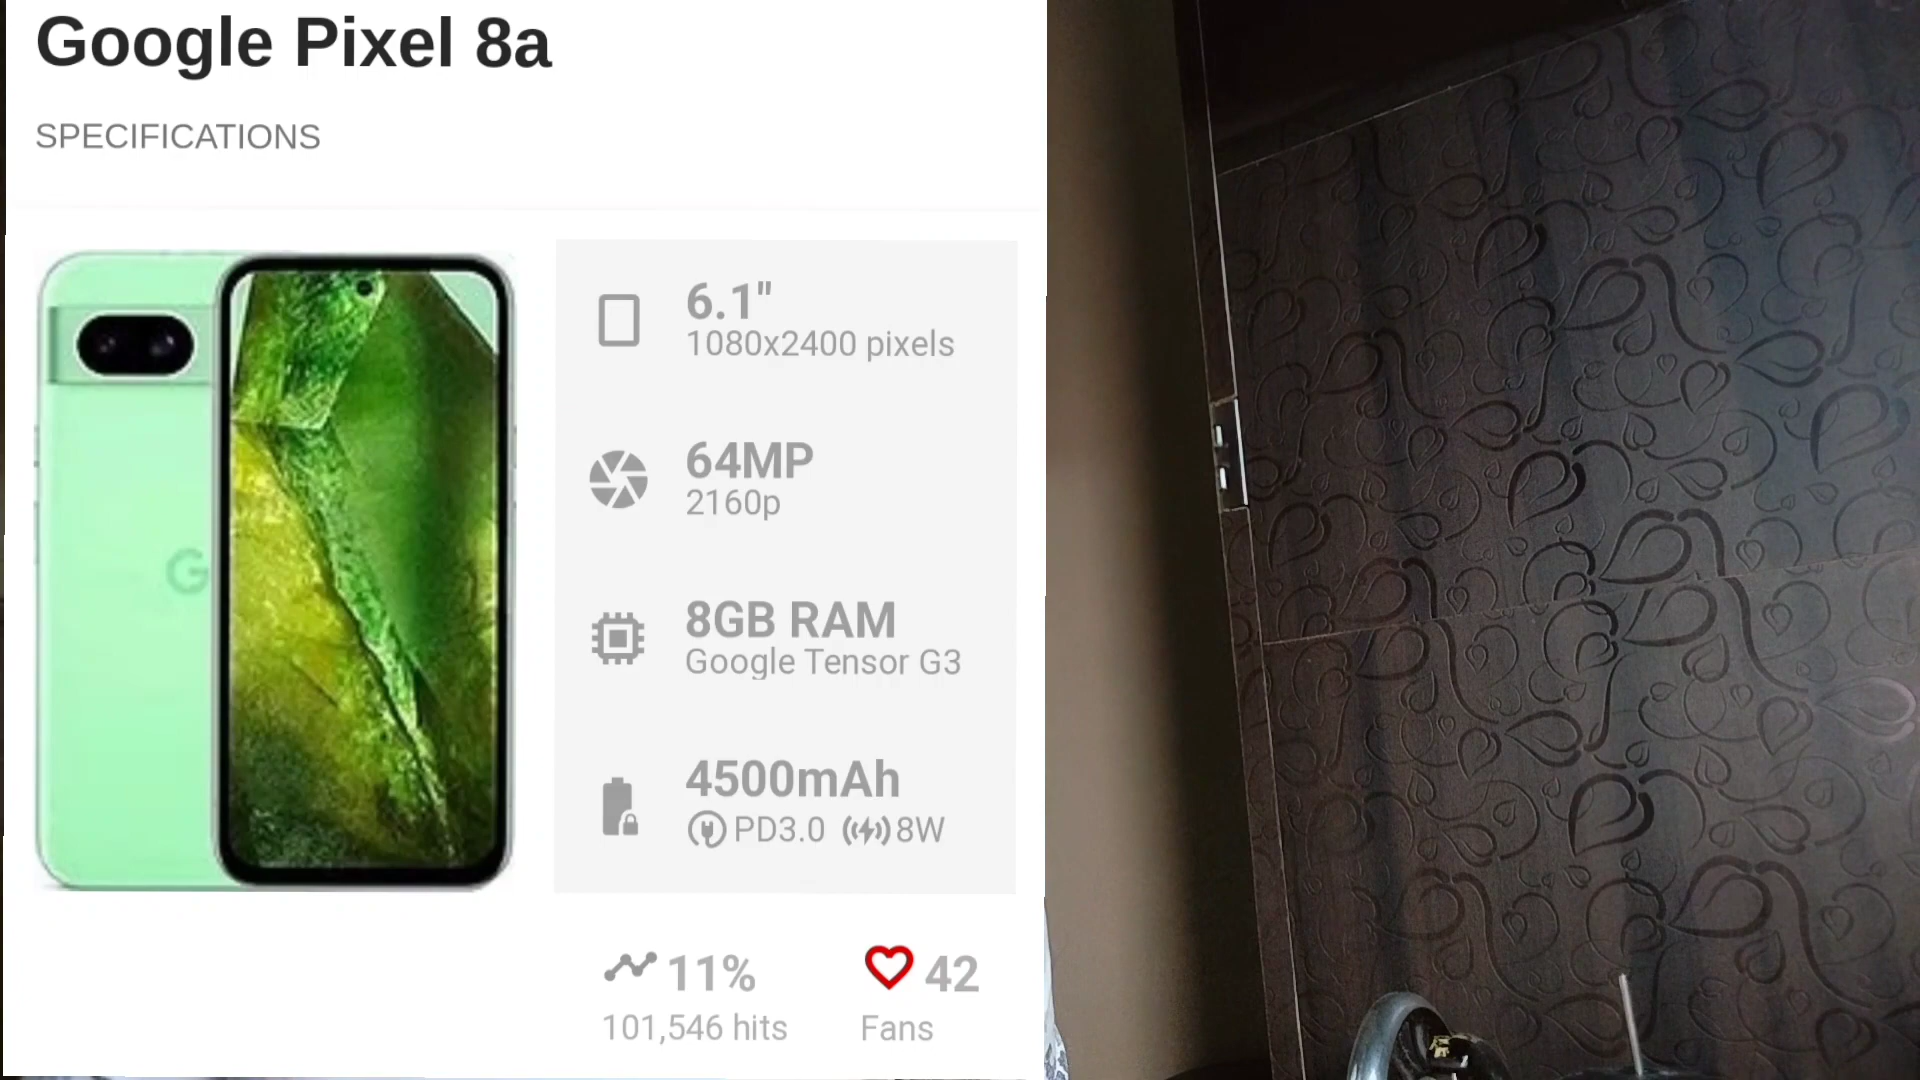 Google Pixel 8a
SPECIFICATIONS
G
6.1"
1080x2400 pixels
64MP
2160p
8GB RAM
Google Tensor G3
4500mAh
PD3.0 8W
11% 42
101,546 hits Fans